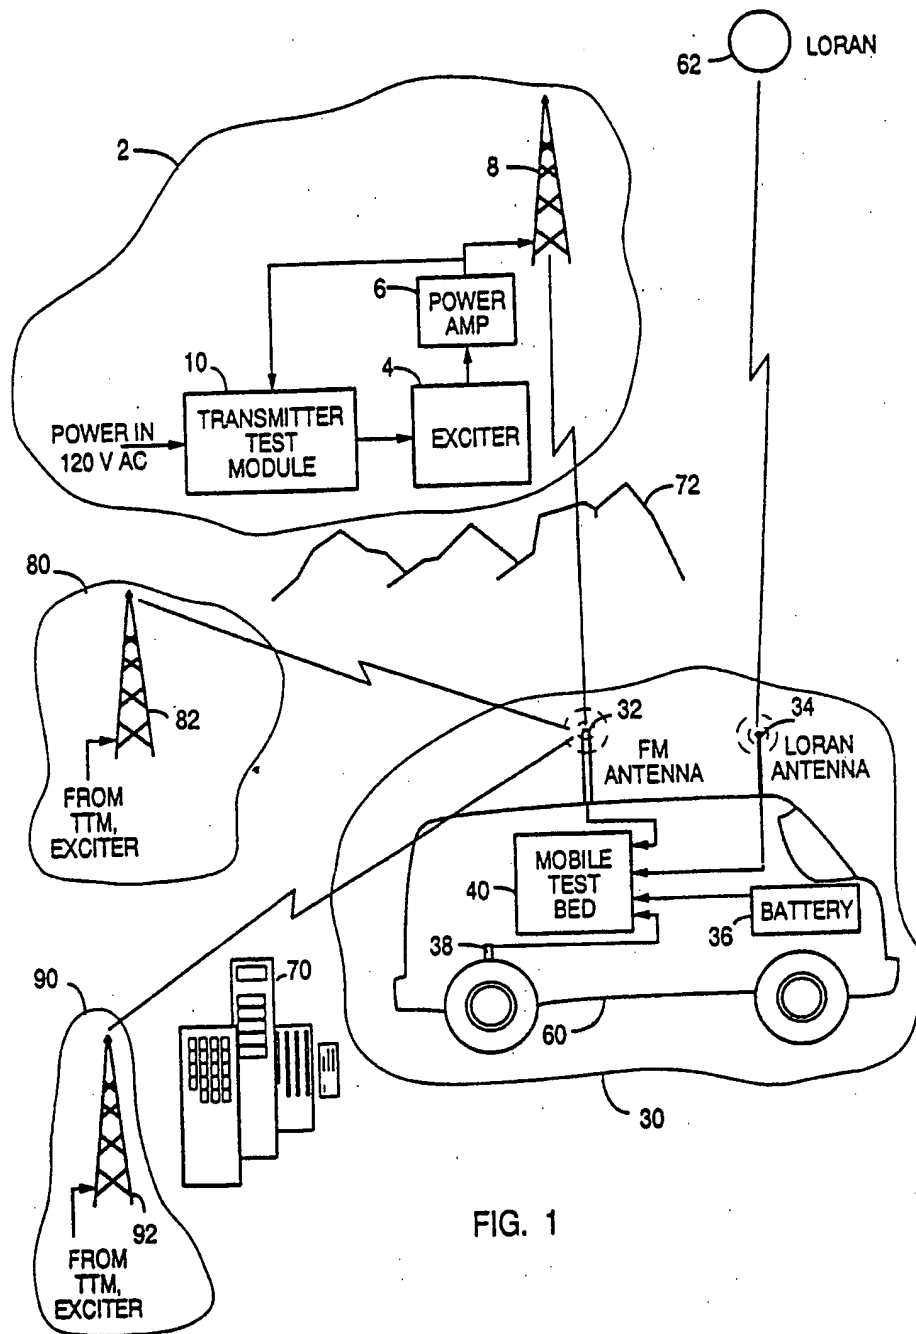 62
LORAN
2
8
6
POWER
AMP
10
4
POWER IN
120 V AC
TRANSMITTER
TEST
MODULE
EXCITER
72
80
82
FROM
TTM,
EXCITER
32
34
FM
ANTENNA
LORAN
ANTENNA
40
MOBILE
TEST
BED
36
BATTERY
38
60
30
90
70
92
FROM
TTM,
EXCITER
FIG. 1